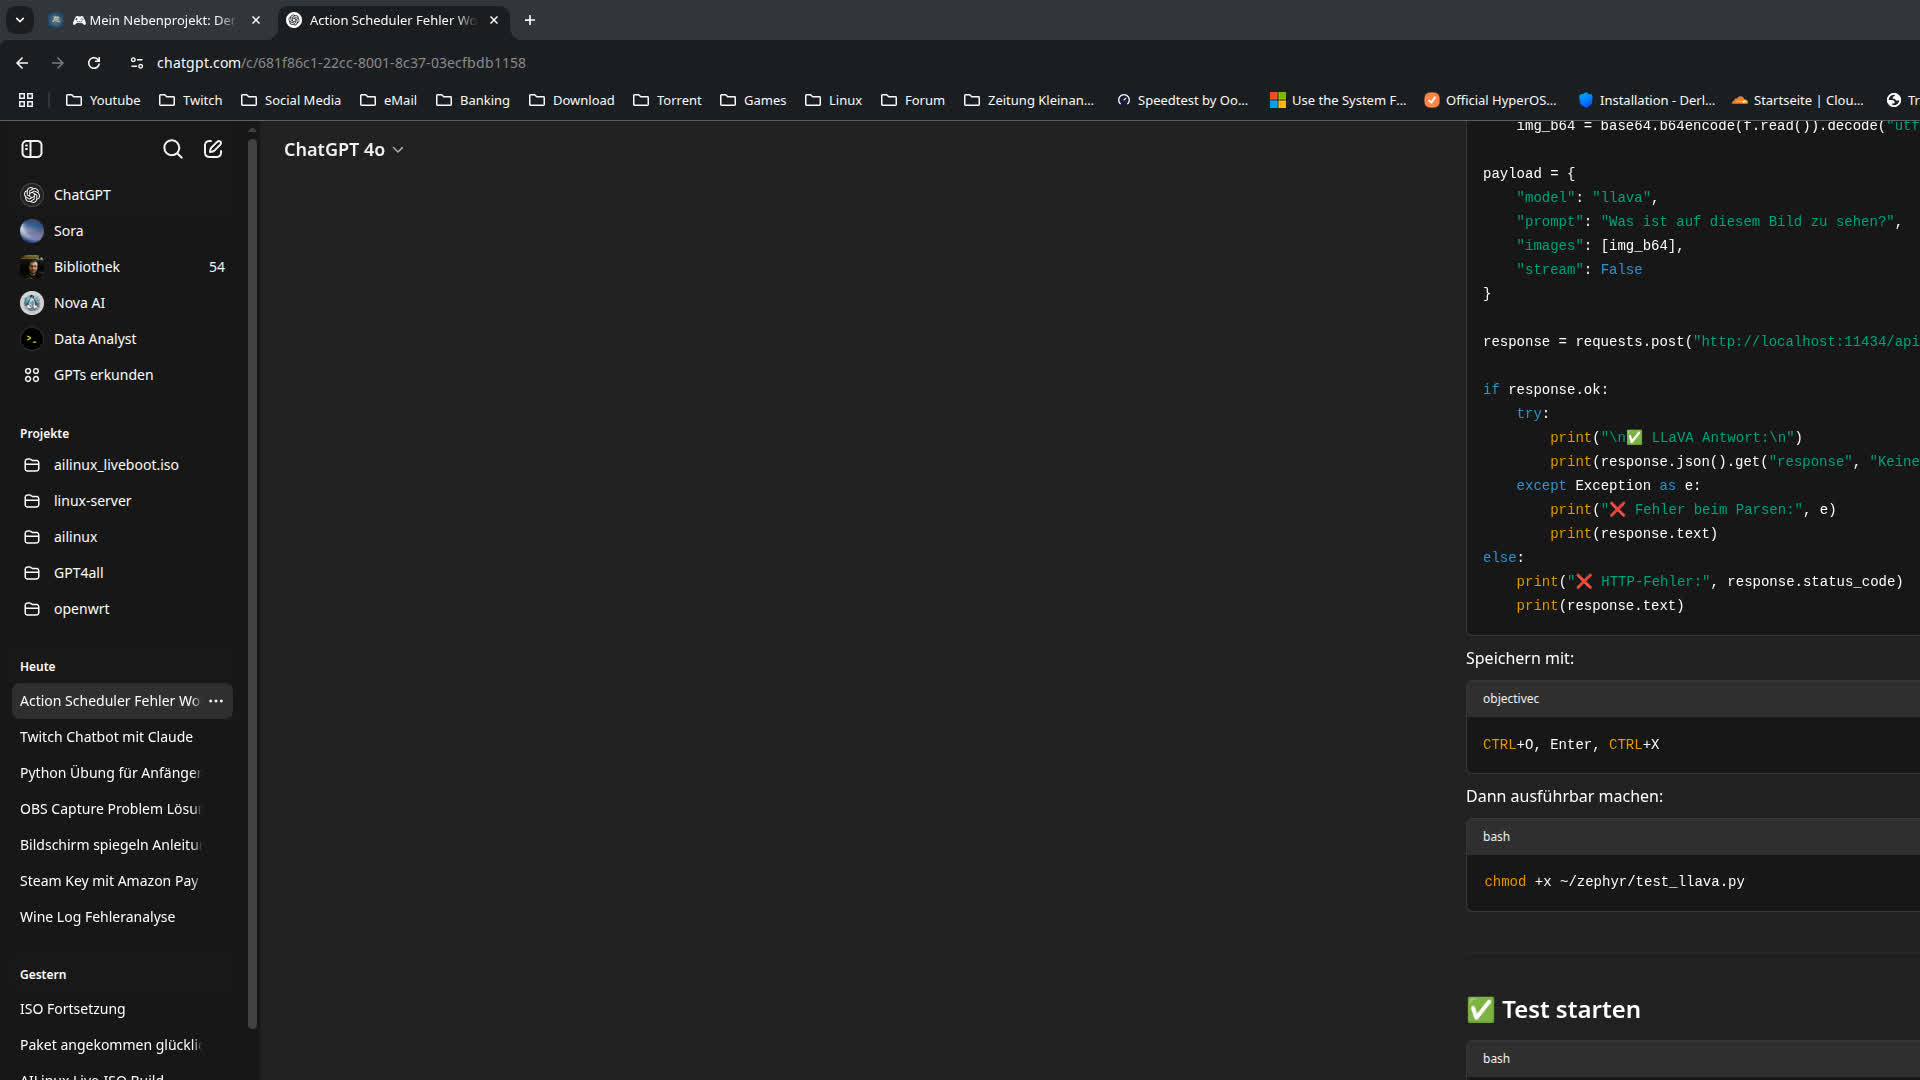 🎮 Mein Nebenprojekt: Der
Action Scheduler Fehler Wo
chatgpt.com/c/681f86c1-22cc-8001-8c37-03ecfbdb1158
Youtube
Twitch
Social Media
eMail
Banking
Download
Torrent
Games
Linux
Forum
Zeitung Kleinan...
Speedtest by Oo...
Use the System F...
Official HyperOS...
Installation - Derl...
Startseite | Clou...
Tr
ChatGPT
Sora
Bibliothek 54
Nova AI
Data Analyst
GPTs erkunden
Projekte
ailinux_liveboot.iso
linux-server
ailinux
GPT4all
openwrt
Heute
Action Scheduler Fehler Wo
Twitch Chatbot mit Claude
Python Übung für Anfänger
OBS Capture Problem Lösu
Bildschirm spiegeln Anleitu
Steam Key mit Amazon Pay
Wine Log Fehleranalyse
Gestern
ISO Fortsetzung
Paket angekommen glückli
AILinux Live ISO Build
ChatGPT 4o
img_b64 = base64.b64encode(f.read()).decode("utf
payload = {
"model": "llava",
"prompt": "Was ist auf diesem Bild zu sehen?",
"images": [img_b64],
"stream": False
}
response = requests.post("http://localhost:11434/api
if response.ok:
try:
print("\n✅ LLaVA Antwort:\n")
print(response.json().get("response", "Keine
except Exception as e:
print("❌ Fehler beim Parsen:", e)
print(response.text)
else:
print("❌ HTTP-Fehler:", response.status_code)
print(response.text)
Speichern mit:
objectivec
CTRL+O, Enter, CTRL+X
Dann ausführbar machen:
bash
chmod +x ~/zephyr/test_llava.py
✅ Test starten
bash